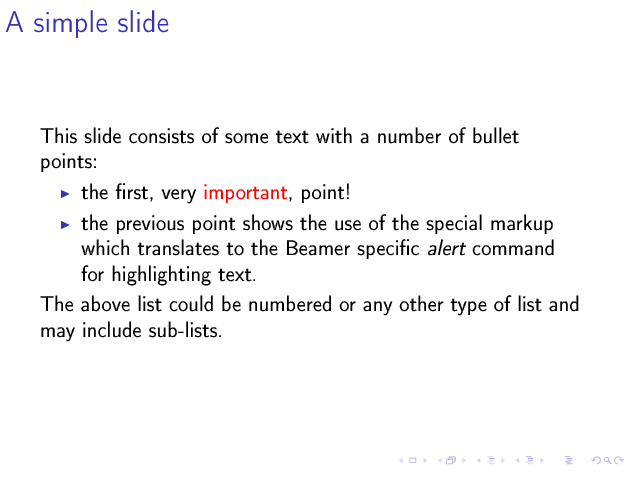 A simple slide
This slide consists of some text with a number of bullet
points:
the first, very important, point!
the previous point shows the use of the special markup
which translates to the Beamer specific alert command
for highlighting text.
The above list could be numbered or any other type of list and
may include sub-lists.